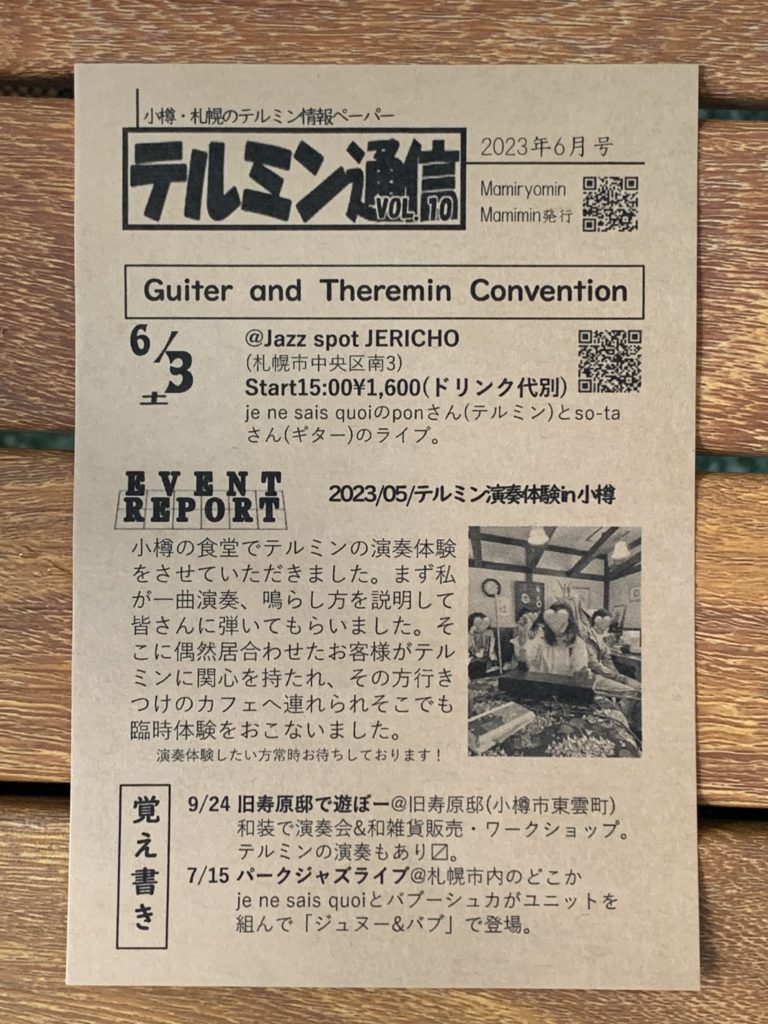 小樽・札幌のテルミン情報ペーパー
テルミン通信
VOL. 10
2023年6月号
Mamiryomin
Mamimin発行
Guiter and Theremin Convention
6/3
土
@Jazz spot JERICHO
(札幌市中央区南3)
Start15:00¥1,600(ドリンク代別)
je ne sais quoiのponさん(テルミン)とso-ta
さん(ギター)のライブ。
EVENT
REPORT
2023/05/テルミン演奏体験in小樽
小樽の食堂でテルミンの演奏体験
をさせていただきました。まず私
が一曲演奏、鳴らし方を説明して
皆さんに弾いてもらいました。そ
こに偶然居合わせたお客様がテル
ミンに関心を持たれ、その方行き
つけのカフェへ連れられそこでも
臨時体験をおこないました。
演奏体験したい方常時お待ちしております！
覚え書き
9/24 旧寿原邸で遊ぼー@旧寿原邸(小樽市東雲町)
和装で演奏会&和雑貨販売・ワークショップ。
テルミンの演奏もあり〼。
7/15 パークジャズライブ@札幌市内のどこか
je ne sais quoiとバブーシュカがユニットを
組んで「ジュヌー&バブ」で登場。